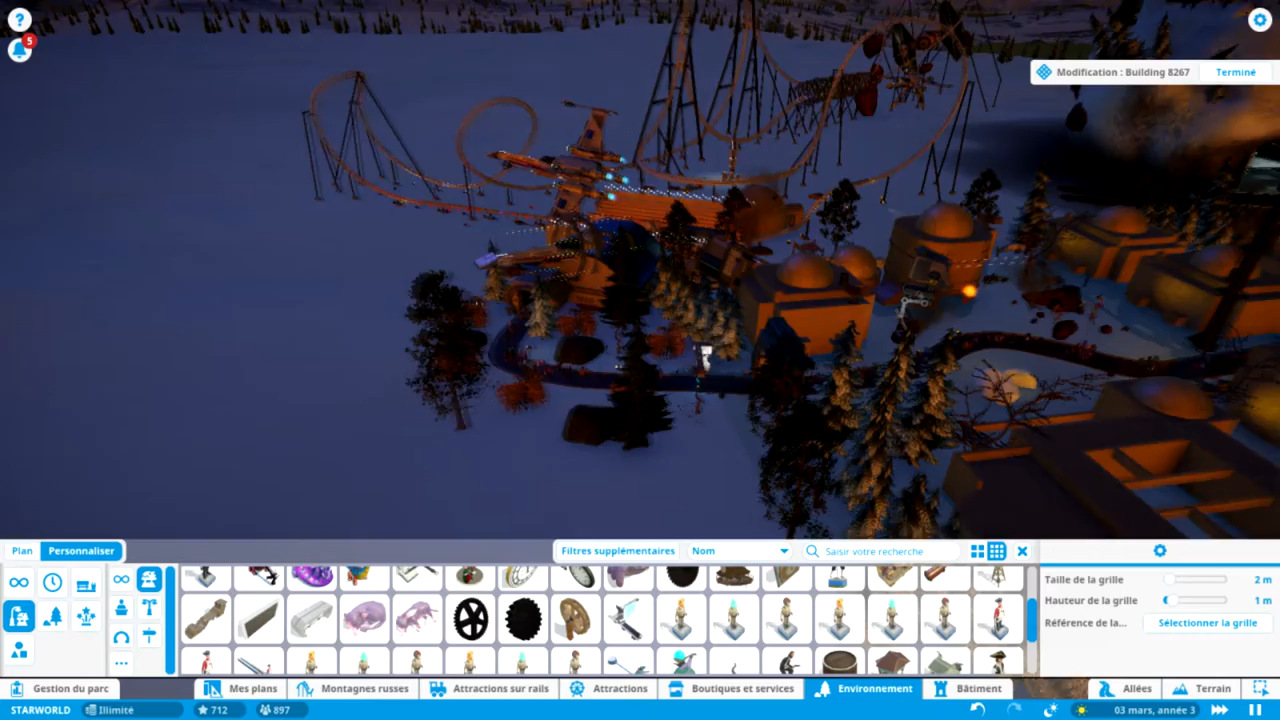 ?
5
Modification : Building 8267 Terminé
Plan Personnaliser
Filtres supplémentaires Nom Saisir votre recherche
Taille de la grille 2 m
Hauteur de la grille 1 m
Référence de la... Sélectionner la grille
Gestion du parc Mes plans Montagnes russes Attractions sur rails Attractions Boutiques et services Environnement Bâtiment Allées Terrain
STARWORLD Illimité 712 897 03 mars, année 3